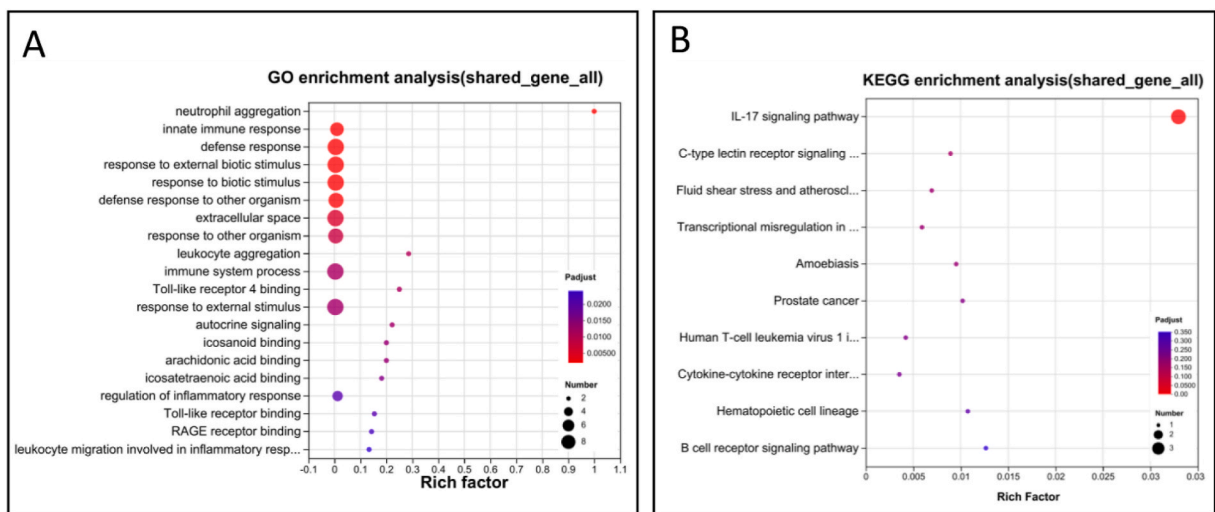 A
GO enrichment analysis(shared_gene_all)
neutrophil aggregation
innate immune response
defense response
response to external biotic stimulus
response to biotic stimulus
defense response to other organism
extracellular space
response to other organism
leukocyte aggregation
immune system process
Toll-like receptor 4 binding
response to external stimulus
autocrine signaling
icosanoid binding
arachidonic acid binding
icosatetraenoic acid binding
regulation of inflammatory response
Toll-like receptor binding
RAGE receptor binding
leukocyte migration involved in inflammatory resp...
Padjust
0.0200
0.0150
0.0100
0.00500
Number
2
4
6
8
-0.1 0 0.1 0.2 0.3 0.4 0.5 0.6 0.7 0.8 0.9 1 1.1
Rich factor
B
KEGG enrichment analysis(shared_gene_all)
IL-17 signaling pathway
C-type lectin receptor signaling ...
Fluid shear stress and atheroscl...
Transcriptional misregulation in ...
Amoebiasis
Prostate cancer
Human T-cell leukemia virus 1 i...
Cytokine-cytokine receptor inter...
Hematopoietic cell lineage
B cell receptor signaling pathway
Padjust
0.350
0.300
0.250
0.200
0.150
0.100
0.0500
0.00
Number
1
2
3
0 0.005 0.01 0.015 0.02 0.025 0.03 0.03
Rich Factor